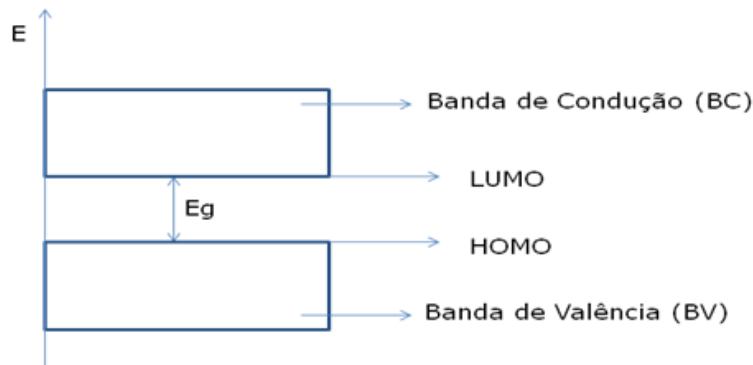 E
Banda de Condução (BC)
LUMO
Eg
HOMO
Banda de Valência (BV)